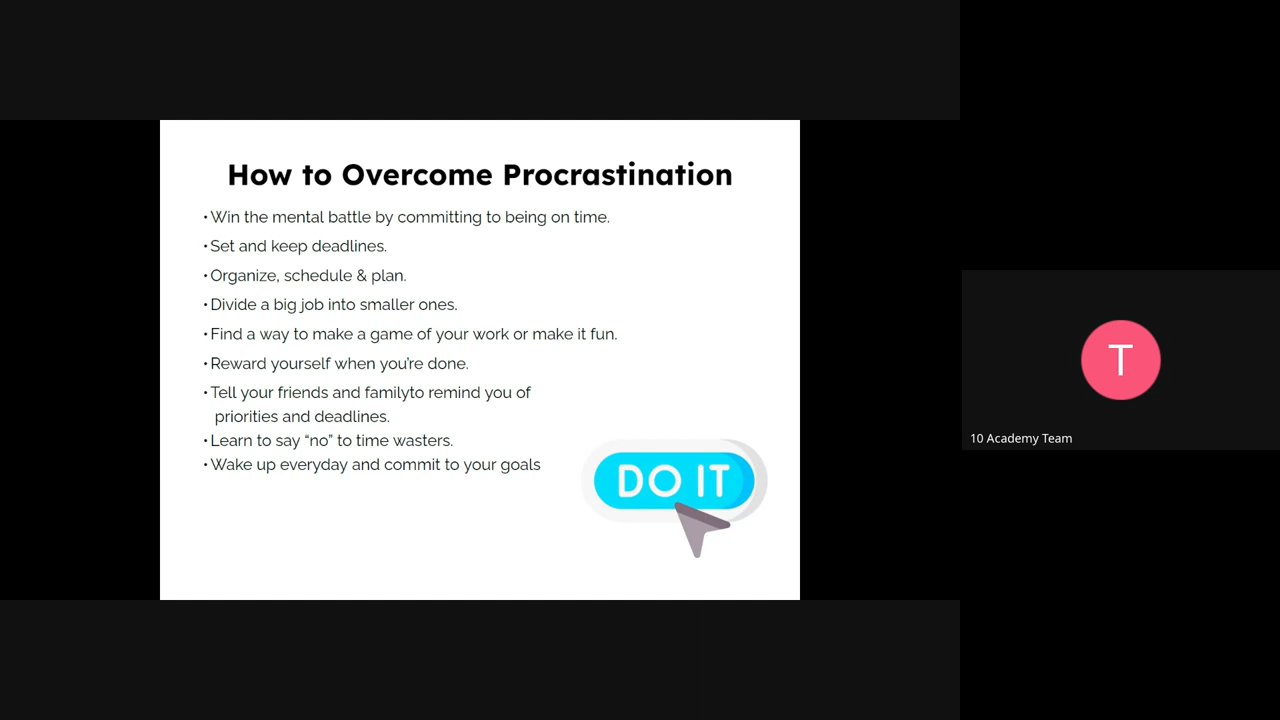 How to Overcome Procrastination
•Win the mental battle by committing to being on time.
•Set and keep deadlines.
•Organize, schedule & plan.
•Divide a big job into smaller ones.
•Find a way to make a game of your work or make it fun.
•Reward yourself when you're done.
•Tell your friends and familyto remind you of
priorities and deadlines.
•Learn to say “no” to time wasters.
•Wake up everyday and commit to your goals
DO IT
T
10 Academy Team